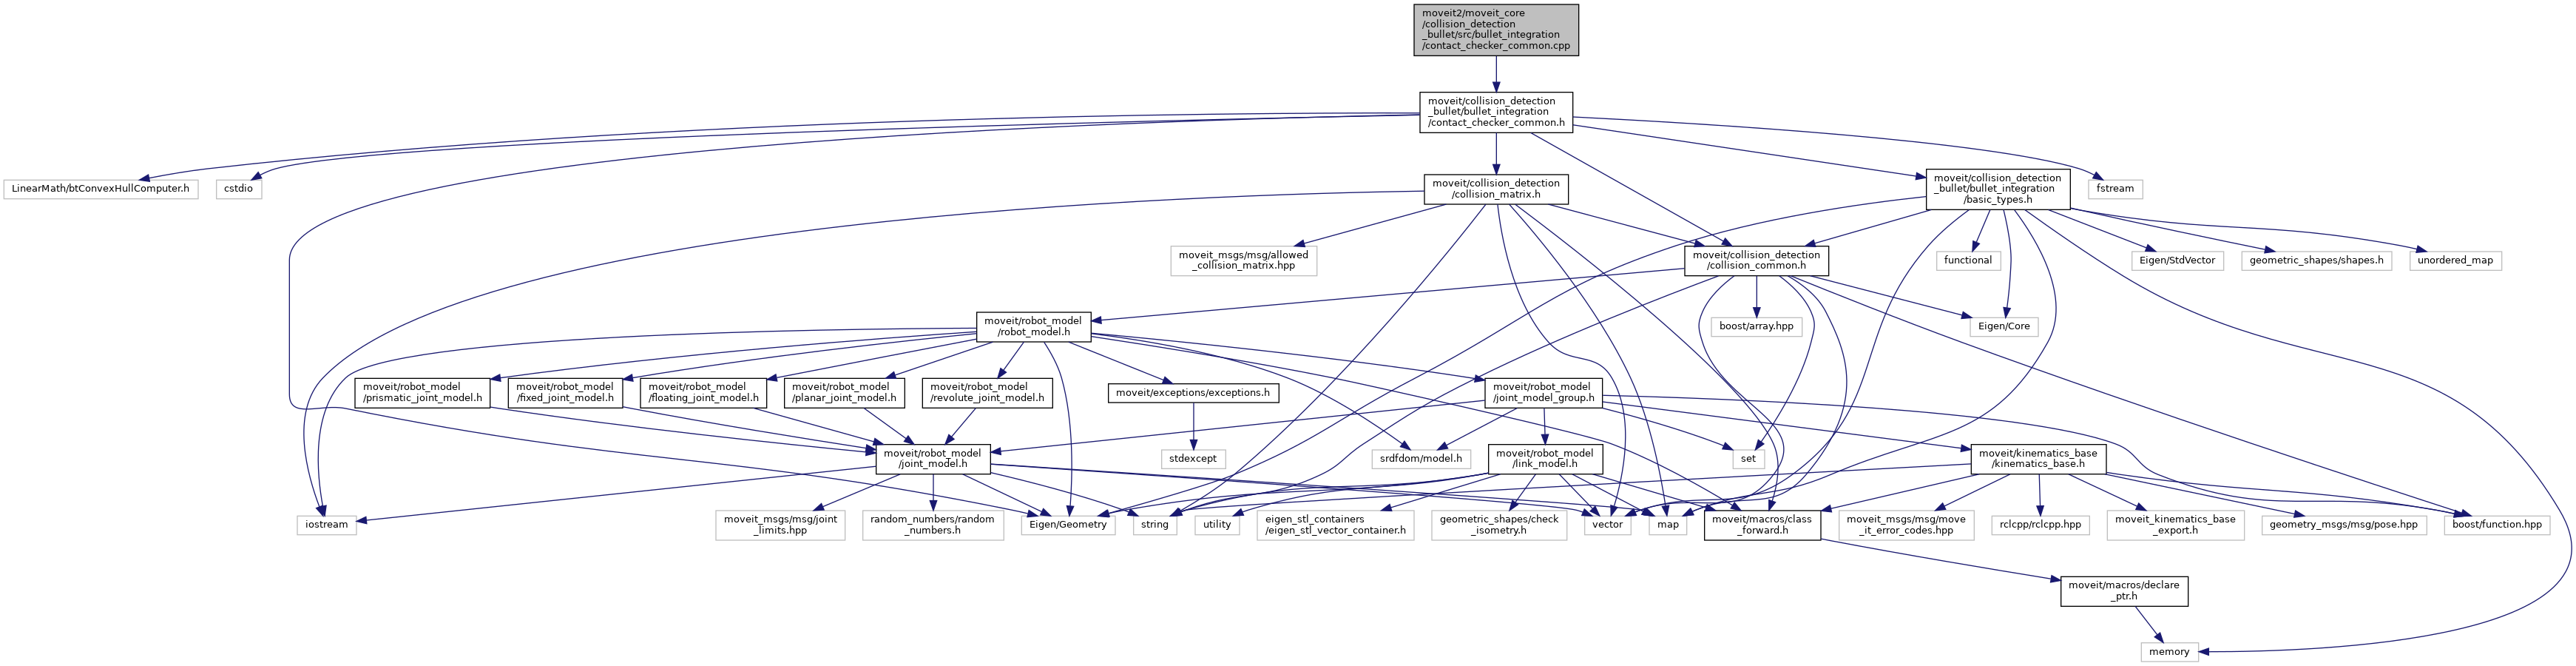 moveit2/moveit_core
/collision_detection
_bullet/src/bullet_integration
/contact_checker_common.cpp
moveit/collision_detection
_bullet/bullet_integration
/contact_checker_common.h
LinearMath/btConvexHullComputer.h
cstdio
moveit/collision_detection
/collision_matrix.h
moveit/collision_detection
_bullet/bullet_integration
/basic_types.h
fstream
moveit_msgs/msg/allowed
_collision_matrix.hpp
moveit/collision_detection
/collision_common.h
functional
Eigen/StdVector
geometric_shapes/shapes.h
unordered_map
moveit/robot_model
/robot_model.h
boost/array.hpp
Eigen/Core
moveit/robot_model
/prismatic_joint_model.h
moveit/robot_model
/fixed_joint_model.h
moveit/robot_model
/floating_joint_model.h
moveit/robot_model
/planar_joint_model.h
moveit/robot_model
/revolute_joint_model.h
moveit/exceptions/exceptions.h
moveit/robot_model
/joint_model_group.h
moveit/robot_model
/joint_model.h
stdexcept
srdfdom/model.h
moveit/robot_model
/link_model.h
set
moveit/kinematics_base
/kinematics_base.h
iostream
moveit_msgs/msg/joint
_limits.hpp
random_numbers/random
_numbers.h
Eigen/Geometry
string
utility
eigen_stl_containers
/eigen_stl_vector_container.h
geometric_shapes/check
_isometry.h
vector
map
moveit/macros/class
_forward.h
moveit_msgs/msg/move
_it_error_codes.hpp
rclcpp/rclcpp.hpp
moveit_kinematics_base
_export.h
geometry_msgs/msg/pose.hpp
boost/function.hpp
moveit/macros/declare
_ptr.h
memory